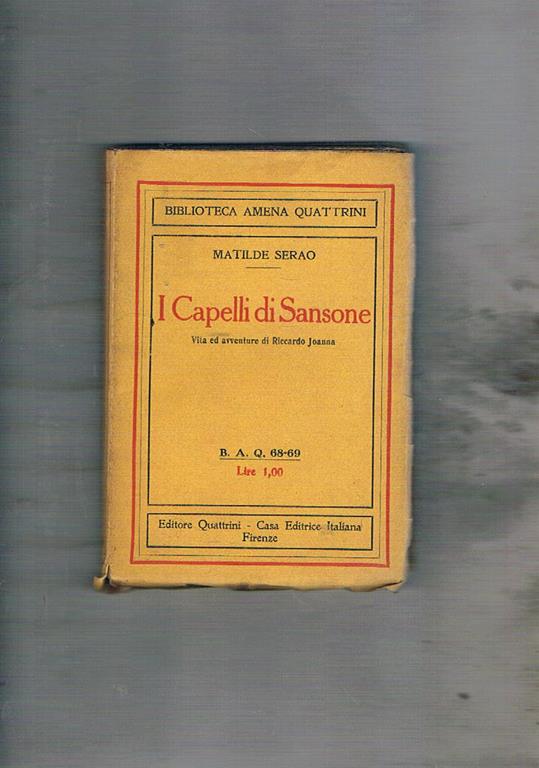 BIBLIOTECA AMENA QUATTRINI
MATILDE SERAO
I Capelli di Sansone
Vita ed avventure di Riccardo Joanna
B. A. Q. 68-69
Lire 1,00
Editore Quattrini - Casa Editrice Italiana
Firenze